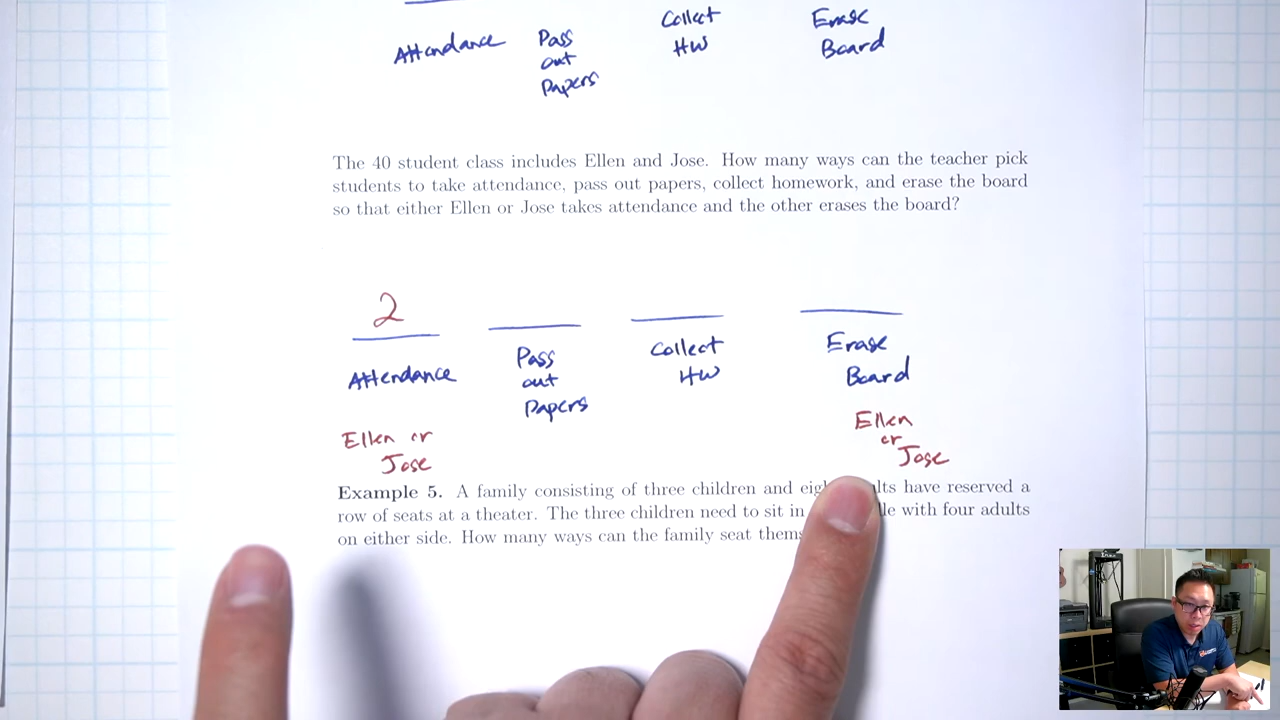 Attendance
Pass
out
Papers
Collect
HW
Erase
Board
The 40 student class includes Ellen and Jose. How many ways can the teacher pick
students to take attendance, pass out papers, collect homework, and erase the board
so that either Ellen or Jose takes attendance and the other erases the board?
2
Attendance
Pass
out
Papers
Collect
HW
Erase
Board
Ellen or
Jose
Ellen
or
Jose
Example 5. A family consisting of three children and have reserved a
row of seats at a theater. The three children need to sit in with four adults
on either side. How many ways can the family seat